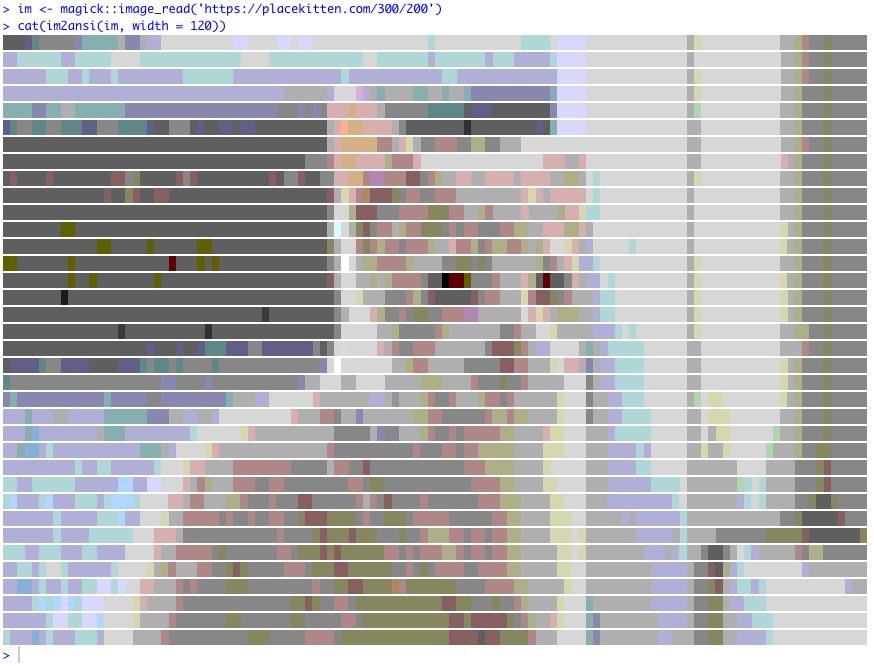 > im <- magick::image_read('https://placekitten.com/300/200')
> cat(im2ansi(im, width = 120))
>